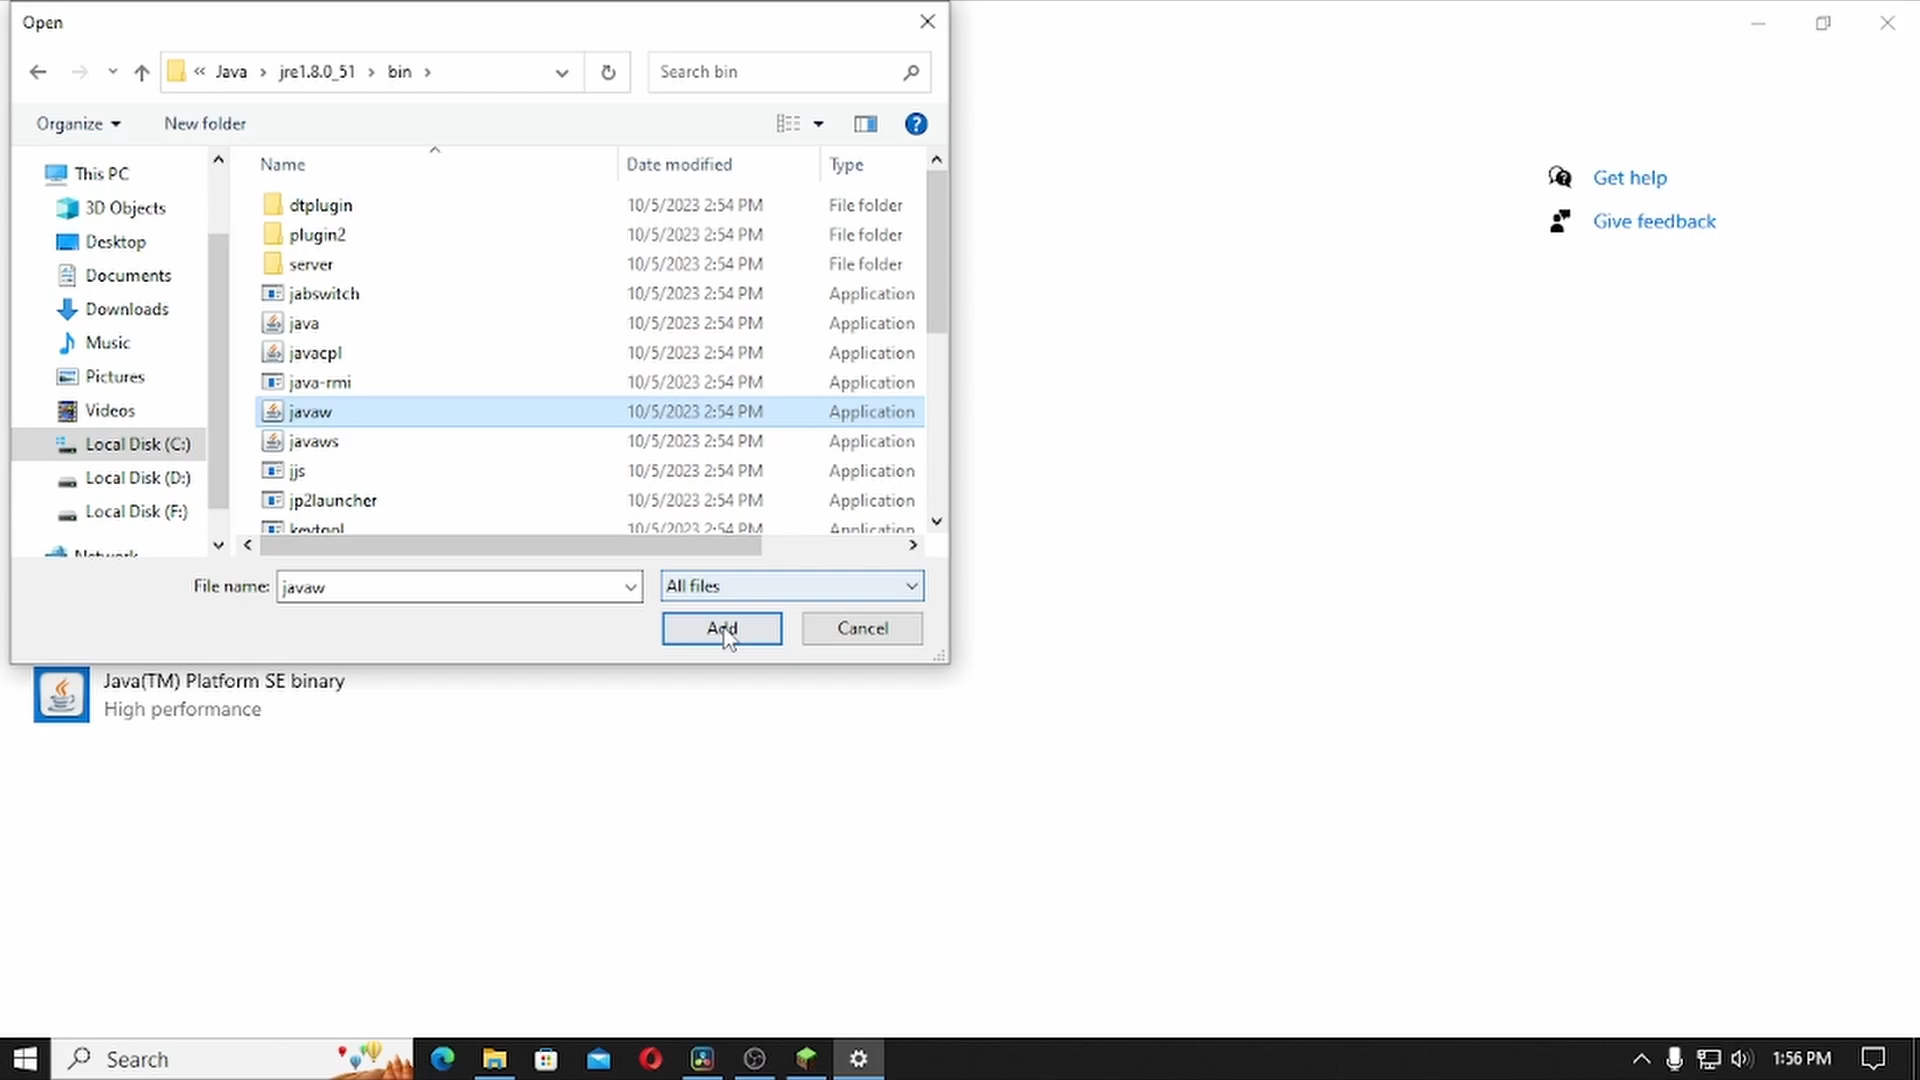 Open
« Java › jre1.8.0_51 › bin ›
Search bin
Organize
New folder
Name
Date modified
Type
This PC
3D Objects
Desktop
Documents
Downloads
Music
Pictures
Videos
Local Disk (C:)
Local Disk (D:)
Local Disk (F:)
Network
dtplugin 10/5/2023 2:54 PM File folder
plugin2 10/5/2023 2:54 PM File folder
server 10/5/2023 2:54 PM File folder
jabswitch 10/5/2023 2:54 PM Application
java 10/5/2023 2:54 PM Application
javacpl 10/5/2023 2:54 PM Application
java-rmi 10/5/2023 2:54 PM Application
javaw 10/5/2023 2:54 PM Application
javaws 10/5/2023 2:54 PM Application
jjs 10/5/2023 2:54 PM Application
jp2launcher 10/5/2023 2:54 PM Application
keytool 10/5/2023 2:54 PM Application
File name: javaw
All files
Add
Cancel
Get help
Give feedback
Java(TM) Platform SE binary
High performance
Search
1:56 PM